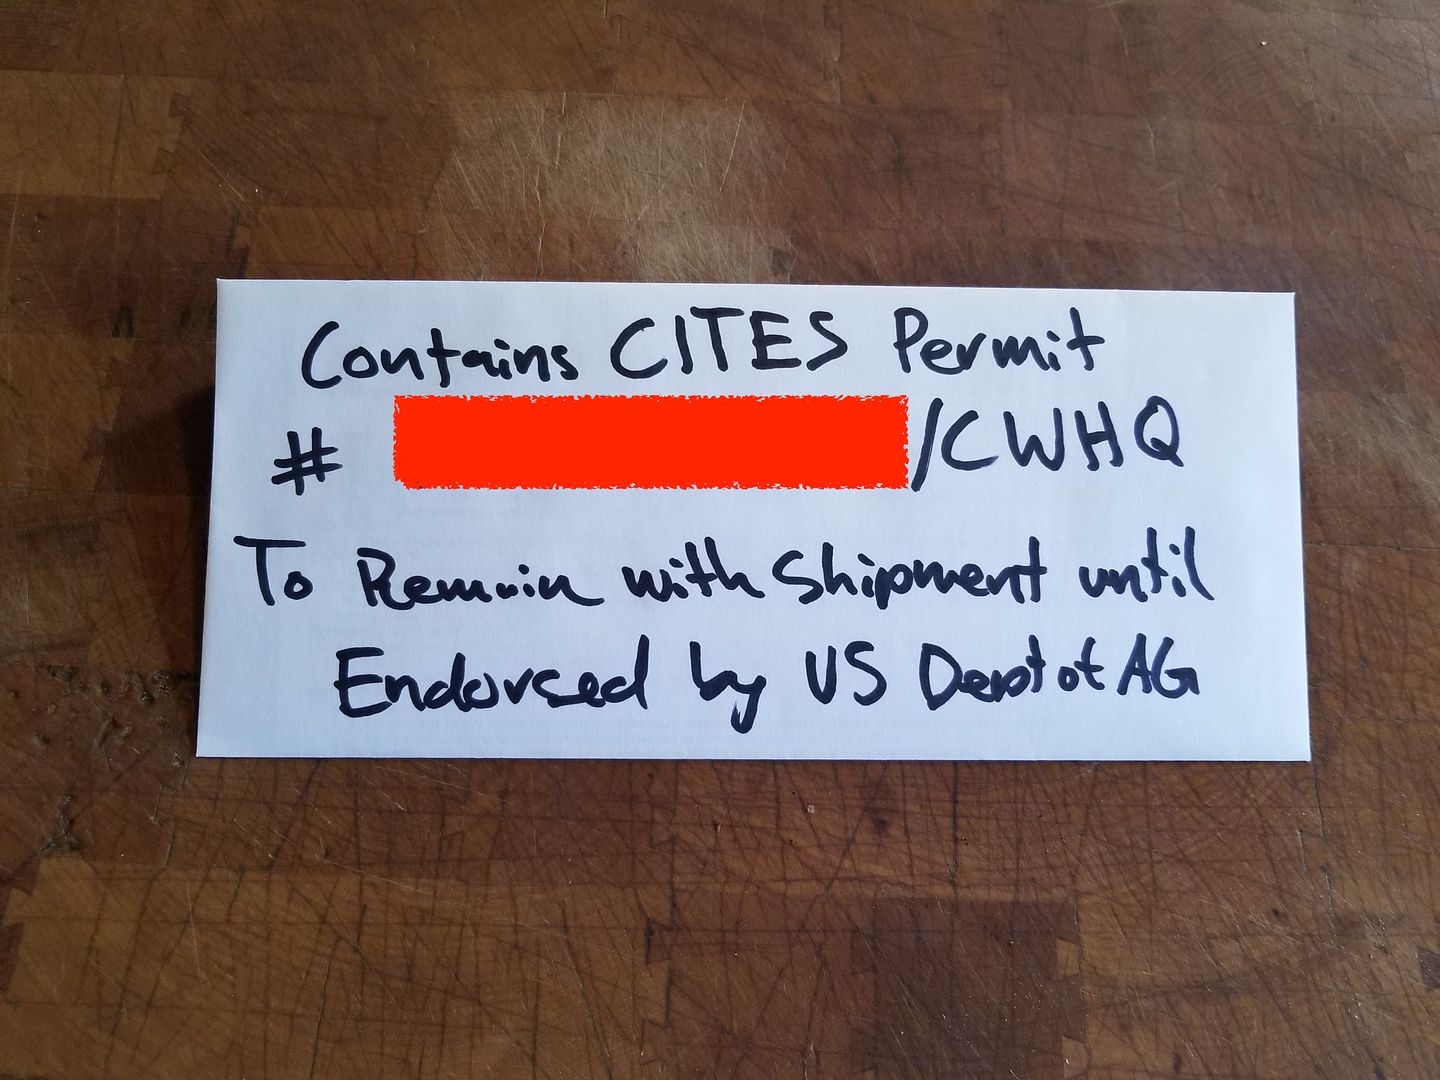 Contains CITES Permit
# /CWHQ
To Remain with Shipment until
Endorsed by US Dept of AG